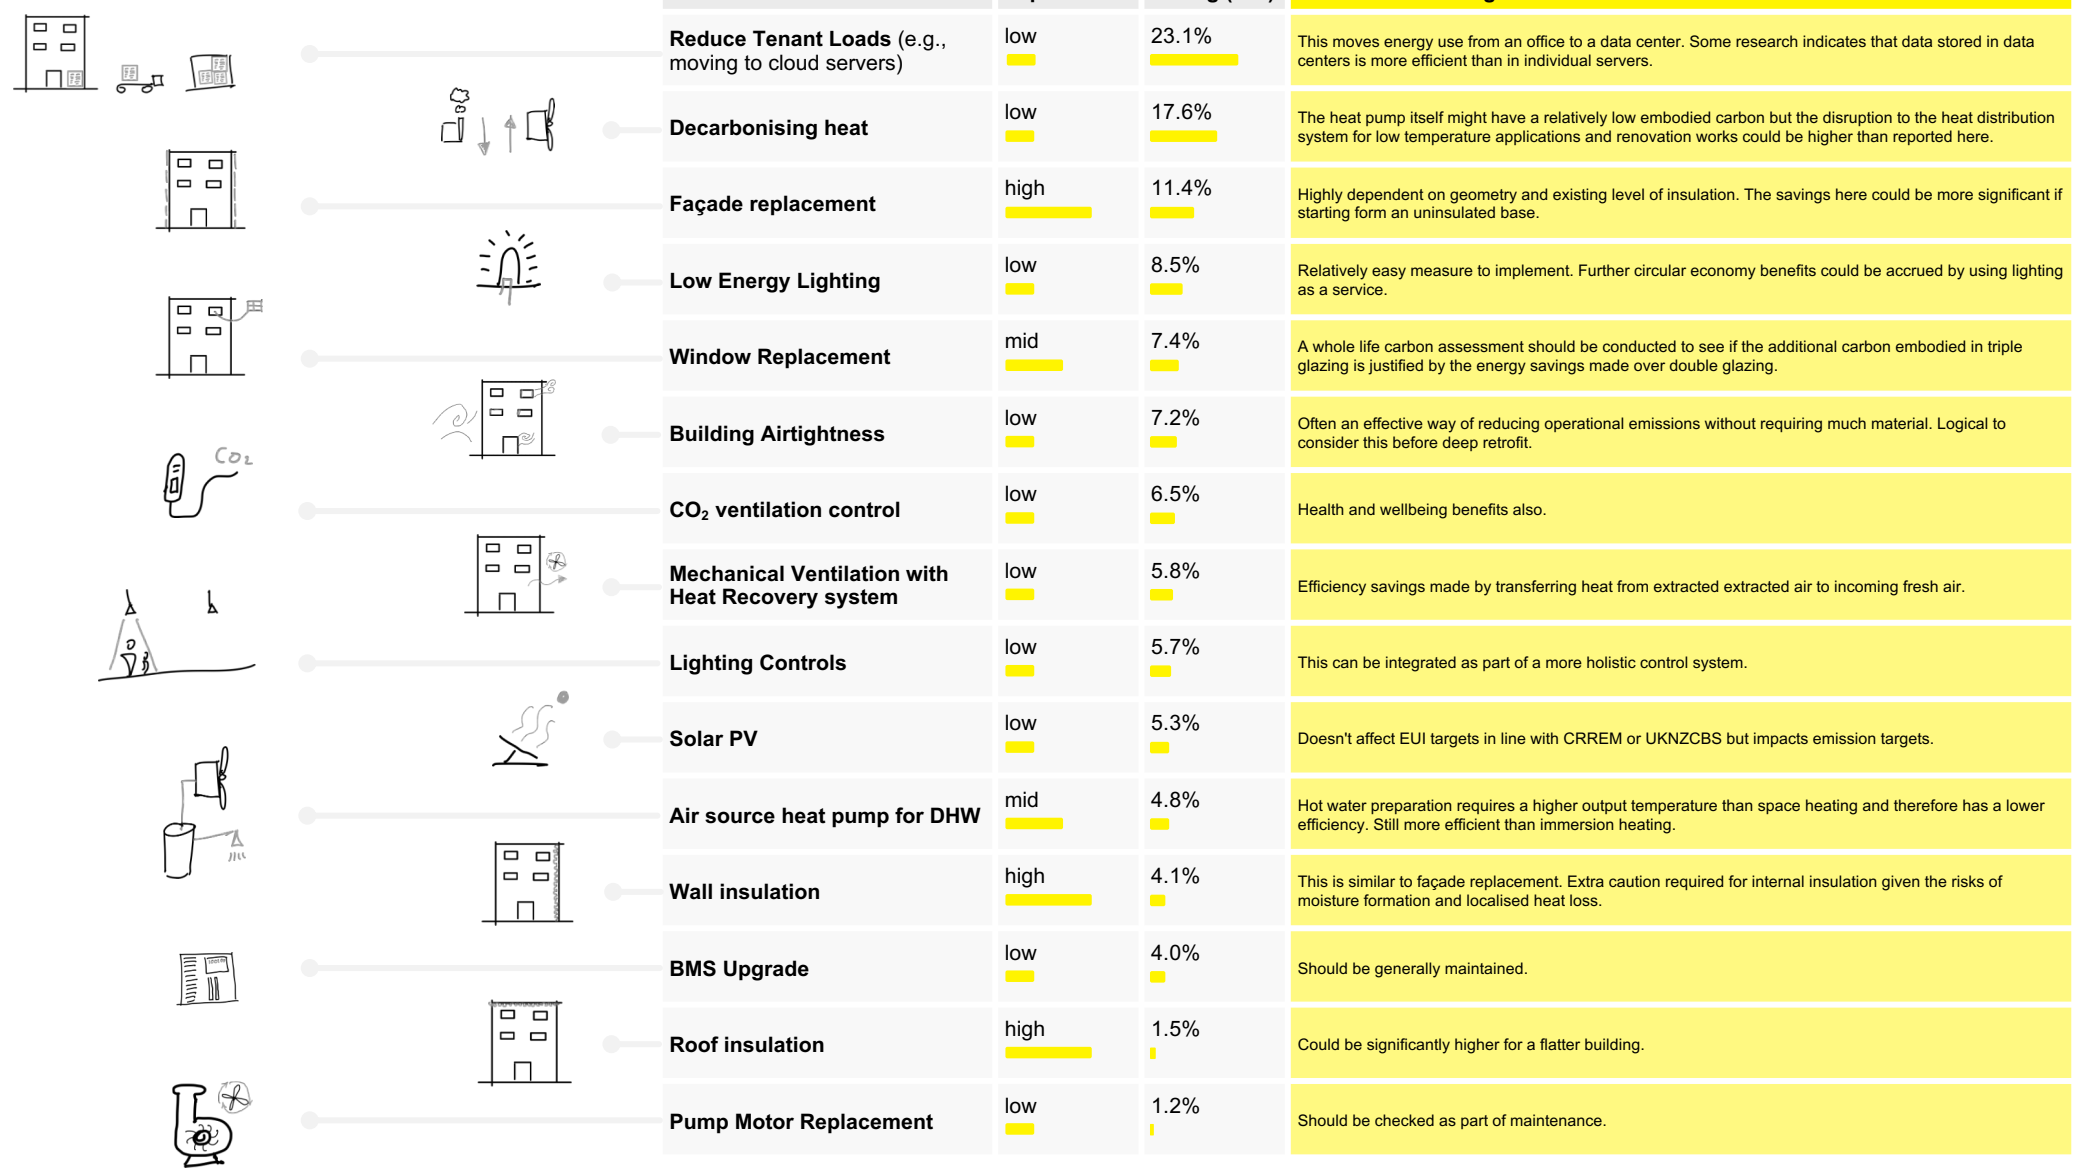 Reduce Tenant Loads (e.g.,
moving to cloud servers)
low
23.1%
This moves energy use from an office to a data center. Some research indicates that data stored in data
centers is more efficient than in individual servers.
Decarbonising heat
low
17.6%
The heat pump itself might have a relatively low embodied carbon but the disruption to the heat distribution
system for low temperature applications and renovation works could be higher than reported here.
Façade replacement
high
11.4%
Highly dependent on geometry and existing level of insulation. The savings here could be more significant if
starting form an uninsulated base.
Low Energy Lighting
low
8.5%
Relatively easy measure to implement. Further circular economy benefits could be accrued by using lighting
as a service.
Window Replacement
mid
7.4%
A whole life carbon assessment should be conducted to see if the additional carbon embodied in triple
glazing is justified by the energy savings made over double glazing.
Building Airtightness
low
7.2%
Often an effective way of reducing operational emissions without requiring much material. Logical to
consider this before deep retrofit.
CO2
CO₂ ventilation control
low
6.5%
Health and wellbeing benefits also.
Mechanical Ventilation with
Heat Recovery system
low
5.8%
Efficiency savings made by transferring heat from extracted extracted air to incoming fresh air.
Lighting Controls
low
5.7%
This can be integrated as part of a more holistic control system.
Solar PV
low
5.3%
Doesn't affect EUI targets in line with CRREM or UKNZCBS but impacts emission targets.
Air source heat pump for DHW
mid
4.8%
Hot water preparation requires a higher output temperature than space heating and therefore has a lower
efficiency. Still more efficient than immersion heating.
Wall insulation
high
4.1%
This is similar to façade replacement. Extra caution required for internal insulation given the risks of
moisture formation and localised heat loss.
BMS Upgrade
low
4.0%
Should be generally maintained.
Roof insulation
high
1.5%
Could be significantly higher for a flatter building.
Pump Motor Replacement
low
1.2%
Should be checked as part of maintenance.